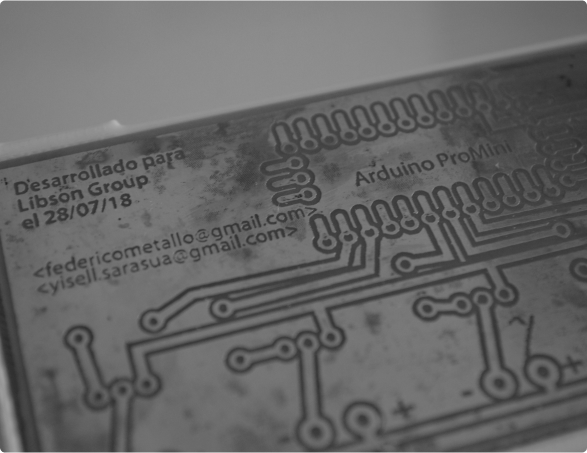 Desarrollado para
Libson Group
el 28/07/18
Arduino ProMini
<federicometallo@gmail.com>
<yisell.sarasua@gmail.com>
+
-
+
-